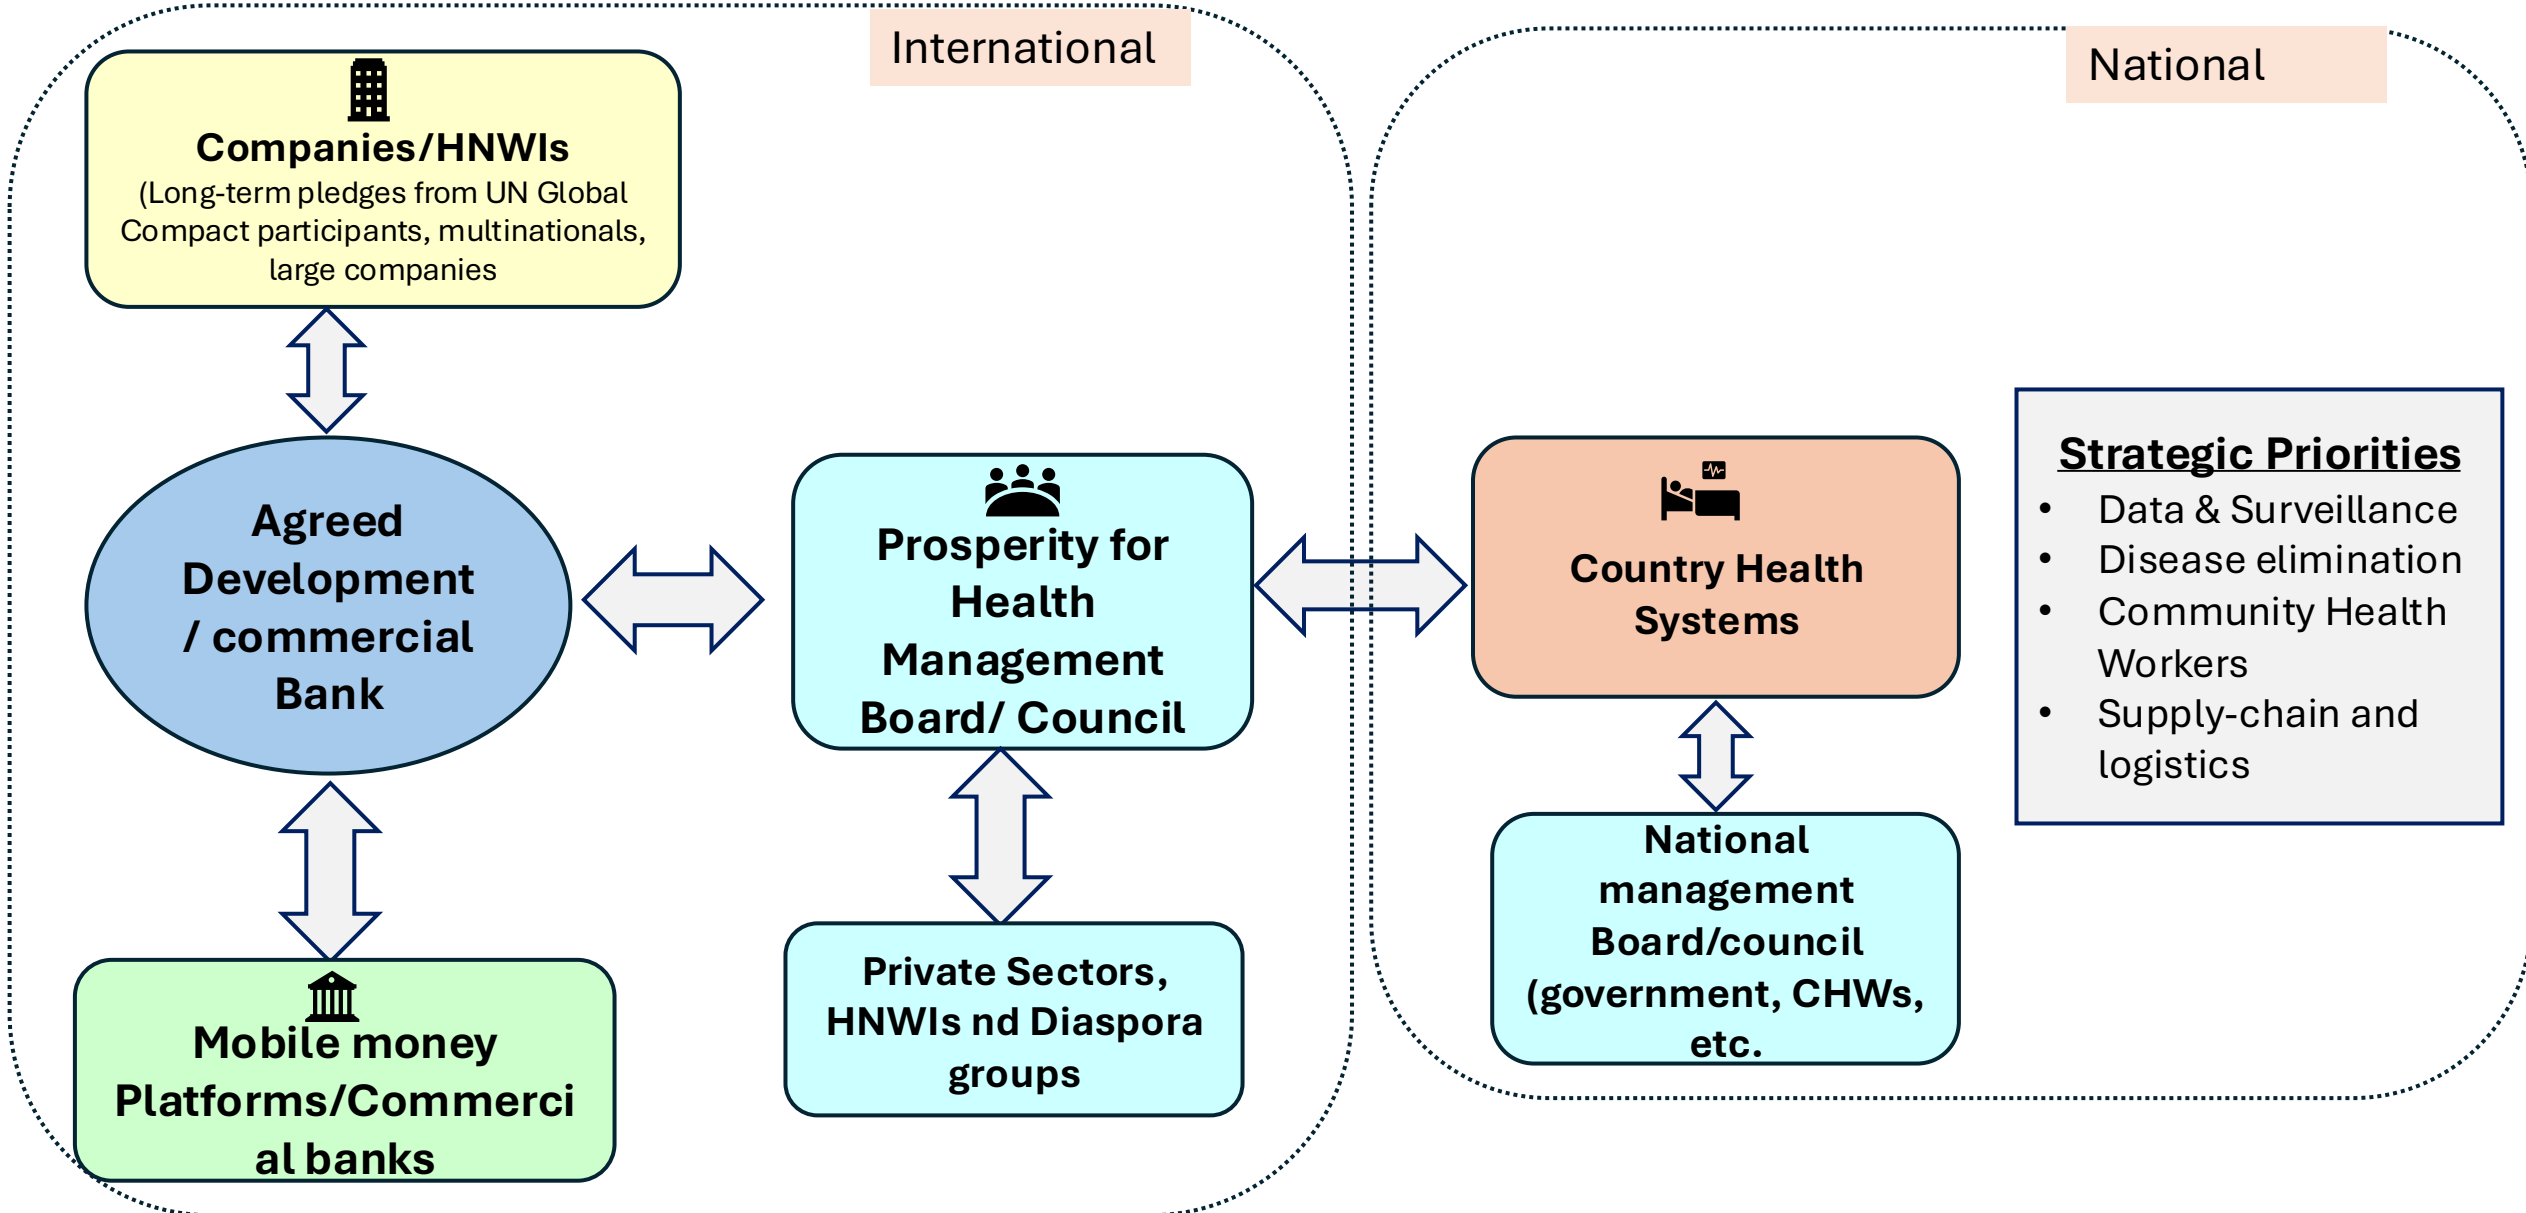 International
National
Companies/HNWIs
(Long-term pledges from UN Global
Compact participants, multinationals,
large companies
Agreed
Development
/ commercial
Bank
Prosperity for
Health
Management
Board/ Council
Country Health
Systems
Strategic Priorities
• Data & Surveillance
• Disease elimination
• Community Health
Workers
• Supply-chain and
logistics
National
management
Board/council
(government, CHWs,
etc.
Private Sectors,
HNWIs nd Diaspora
groups
Mobile money
Platforms/Commerci
al banks